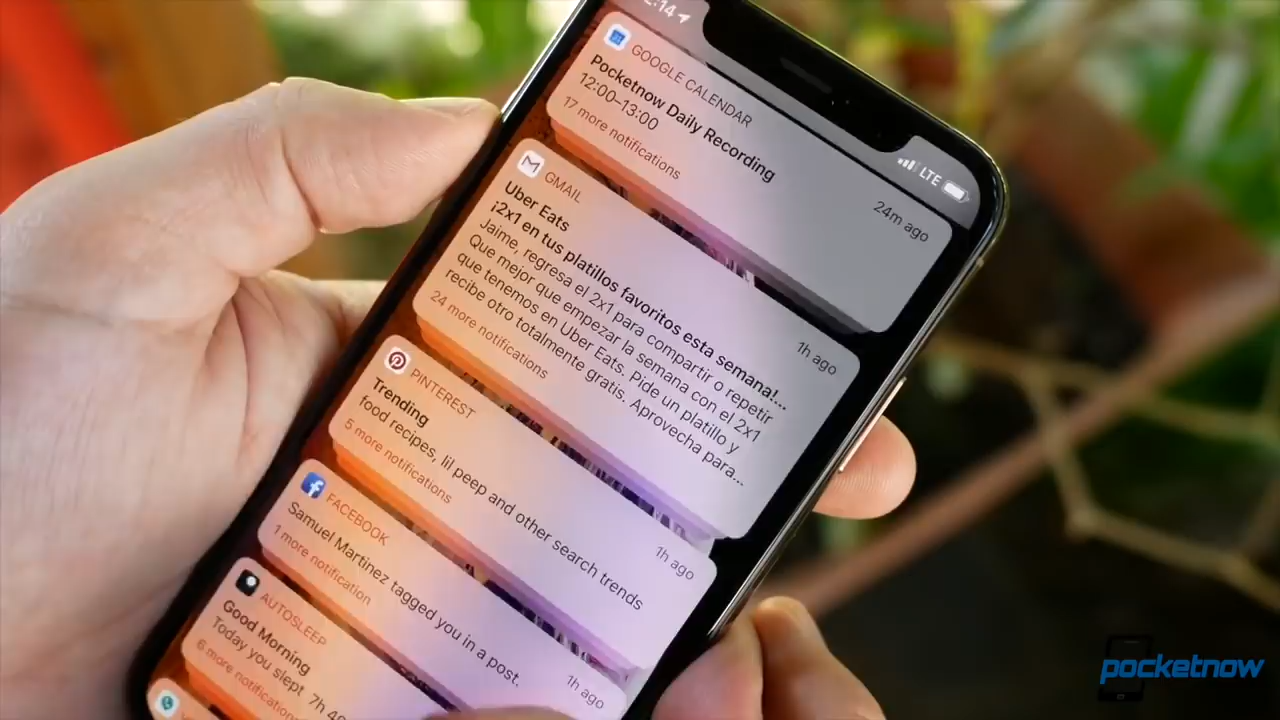 2:14
LTE
GOOGLE CALENDAR
24m ago
Pocketnow Daily Recording
12:00–13:00
17 more notifications
GMAIL
1h ago
Uber Eats
¡2x1 en tus platillos favoritos esta semana!...
Jaime, regresa el 2x1 para compartir o repetir
Que mejor que empezar la semana con el 2x1
que tenemos en Uber Eats. Pide un platillo y
recibe otro totalmente gratis. Aprovecha para...
24 more notifications
PINTEREST
1h ago
Trending
food recipes, lil peep and other search trends
5 more notifications
FACEBOOK
1h ago
Samuel Martinez tagged you in a post.
1 more notification
AUTOSLEEP
Good Morning
Today you slept 7h
6 more notifications
pocketnow